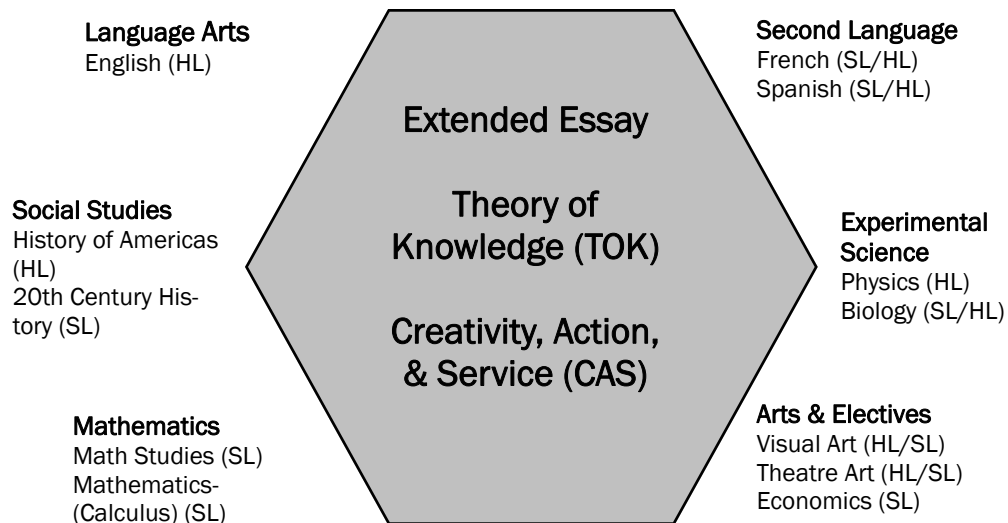 Language Arts
English (HL)
Second Language
French (SL/HL)
Spanish (SL/HL)
Extended Essay
Theory of
Knowledge (TOK)
Creativity, Action,
& Service (CAS)
Social Studies
History of Americas
(HL)
20th Century His-
tory (SL)
Experimental
Science
Physics (HL)
Biology (SL/HL)
Mathematics
Math Studies (SL)
Mathematics-
(Calculus) (SL)
Arts & Electives
Visual Art (HL/SL)
Theatre Art (HL/SL)
Economics (SL)